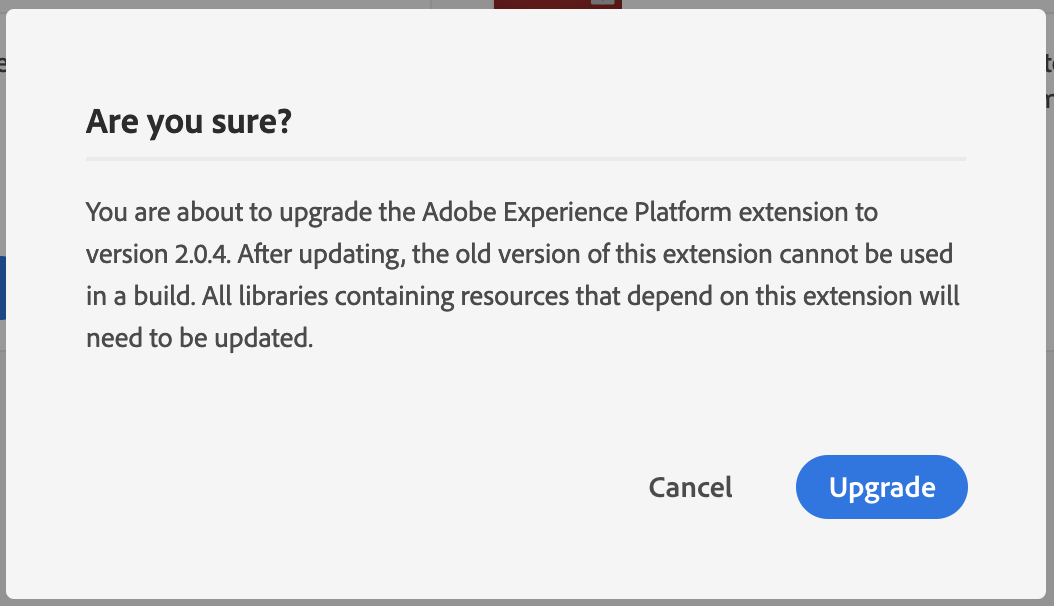 Are you sure?
You are about to upgrade the Adobe Experience Platform extension to
version 2.0.4. After updating, the old version of this extension cannot be used
in a build. All libraries containing resources that depend on this extension will
need to be updated.
Cancel
Upgrade